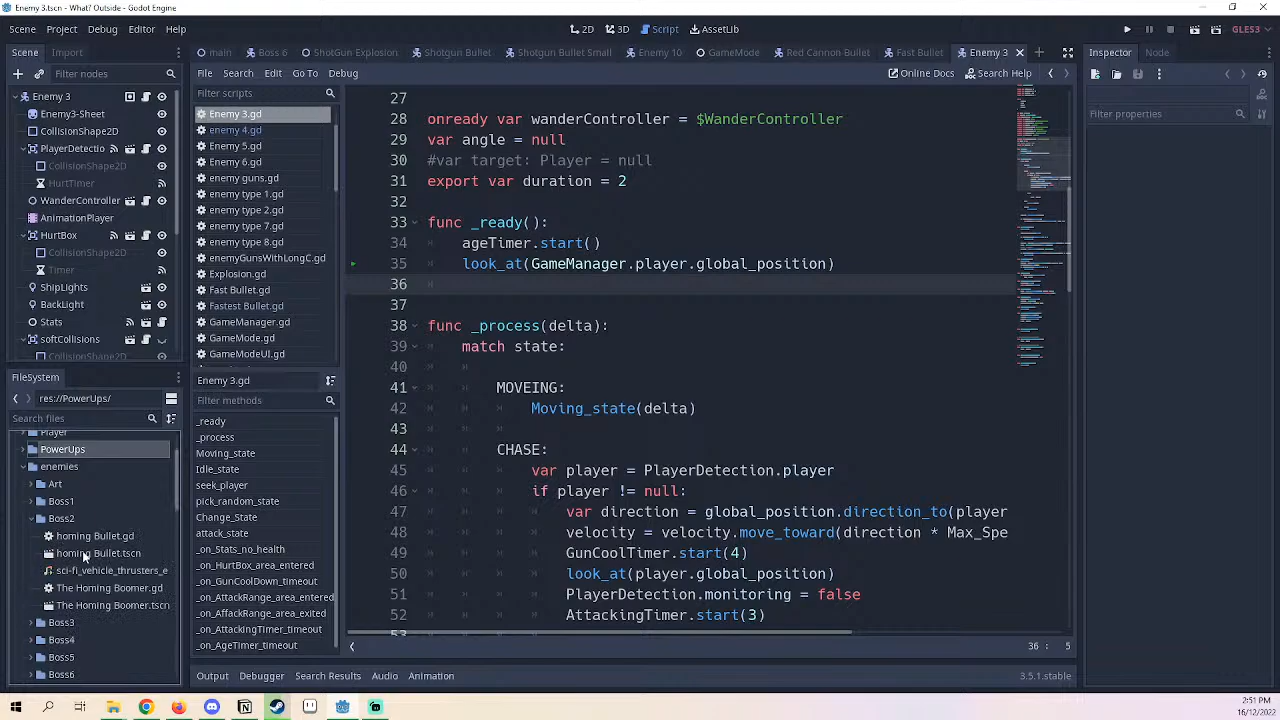 Enemy 3.tscn - What? Outside - Godot Engine
Scene Project Debug Editor Help
2D 3D Script AssetLib
GLES3
Scene Import
main Boss 6 ShotGun Explosion Shotgun Bullet Shotgun Bullet Small Enemy 10 GameMode Red Cannon Bullet Fast Bullet Enemy 3
Inspector Node
Filter nodes
File Search Edit Go To Debug
Online Docs Search Help
Filter properties
Enemy 3
Enemy3-Sheet
CollisionShape2D
PlayerDetectio
CollisionShape2D
HurtTimer
WanderController
AnimationPlayer
HurtBox
CollisionShape2D
Timer
ShipLights
BackLight
Stats
softCollisions
CollisionShape2D
FileSystem
res://PowerUps/
Search files
Player
PowerUps
enemies
Art
Boss1
Boss2
homing Bullet.gd
homing Bullet.tscn
sci-fi_vehicle_thrusters_e
The Homing Boomer.gd
The Homing Boomer.tscn
Boss3
Boss4
Boss5
Boss6
Filter scripts
Enemy 3.gd
enemy 4.gd
Enemy 6.gd
enemy guns.gd
enemy type 1.gd
enemy type 2.gd
enemy type 7.gd
enemy type 8.gd
Explosion.gd
Fast Bullet.gd
Fastest Bullet.gd
GameManager.gd
GameMode.gd
GameModeUI.gd
Enemy 3.gd
Filter methods
_ready
_process
Moving_state
Idle_state
seek_player
pick_random_state
Change_State
attack_state
_on_Stats_no_health
_on_HurtBox_area_entered
_on_GunCoolDown_timeout
_on_AttackRange_area_entered
_on_AffackRange_area_exited
_on_AttackingTimer_timeout
_on_AgeTimer_timeout
27
28 onready var wanderController = $WanderController
29 var angle = null
30 #var target: Player = null
31 export var duration = 2
32
33 func _ready():
34 ageTimer.start()
35 look_at(GameManager.player.global_position)
36
37
38 func _process(delta
39 match state:
40
41 MOVEING:
42 Moving_state(delta)
43
44 CHASE:
45 var player = PlayerDetection.player
46 if player != null:
47 var direction = global_position.direction_to(player
48 velocity = velocity.move_toward(direction * Max_Spe
49 GunCoolTimer.start(4)
50 look_at(player.global_position)
51 PlayerDetection.monitoring = false
52 AttackingTimer.start(3)
53
36 : 5
Output Debugger Search Results Audio Animation
3.5.1.stable
2:51 PM
16/12/2022